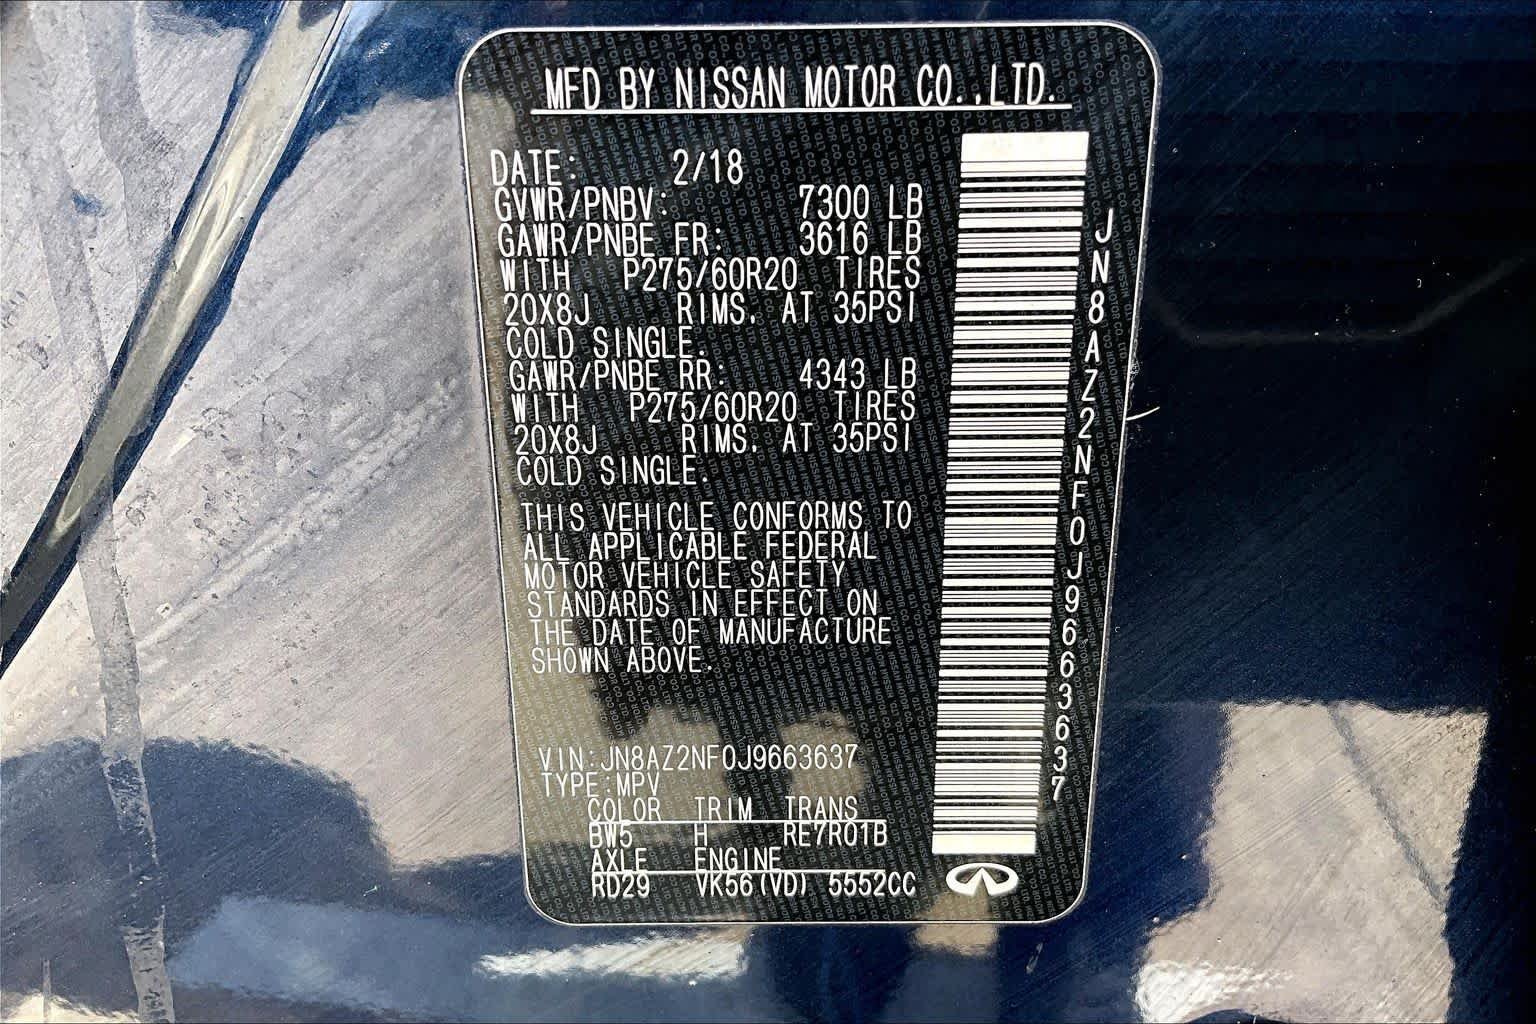 MFD BY NISSAN MOTOR CO.,LTD.
DATE: 2/18
GVWR/PNBV: 7300 LB
GAWR/PNBE FR: 3616 LB
WITH P275/60R20 TIRES
20X8J RIMS. AT 35PSI
COLD SINGLE.
GAWR/PNBE RR: 4343 LB
WITH P275/60R20 TIRES
20X8J RIMS. AT 35PSI
COLD SINGLE.
THIS VEHICLE CONFORMS TO
ALL APPLICABLE FEDERAL
MOTOR VEHICLE SAFETY
STANDARDS IN EFFECT ON
THE DATE OF MANUFACTURE
SHOWN ABOVE.
VIN:JN8AZ2NF0J9663637
TYPE:MPV
COLOR TRIM TRANS
BW5 H RE7R01B
AXLE ENGINE
RD29 VK56(VD) 5552CC
JN8AZ2NF0J9663637